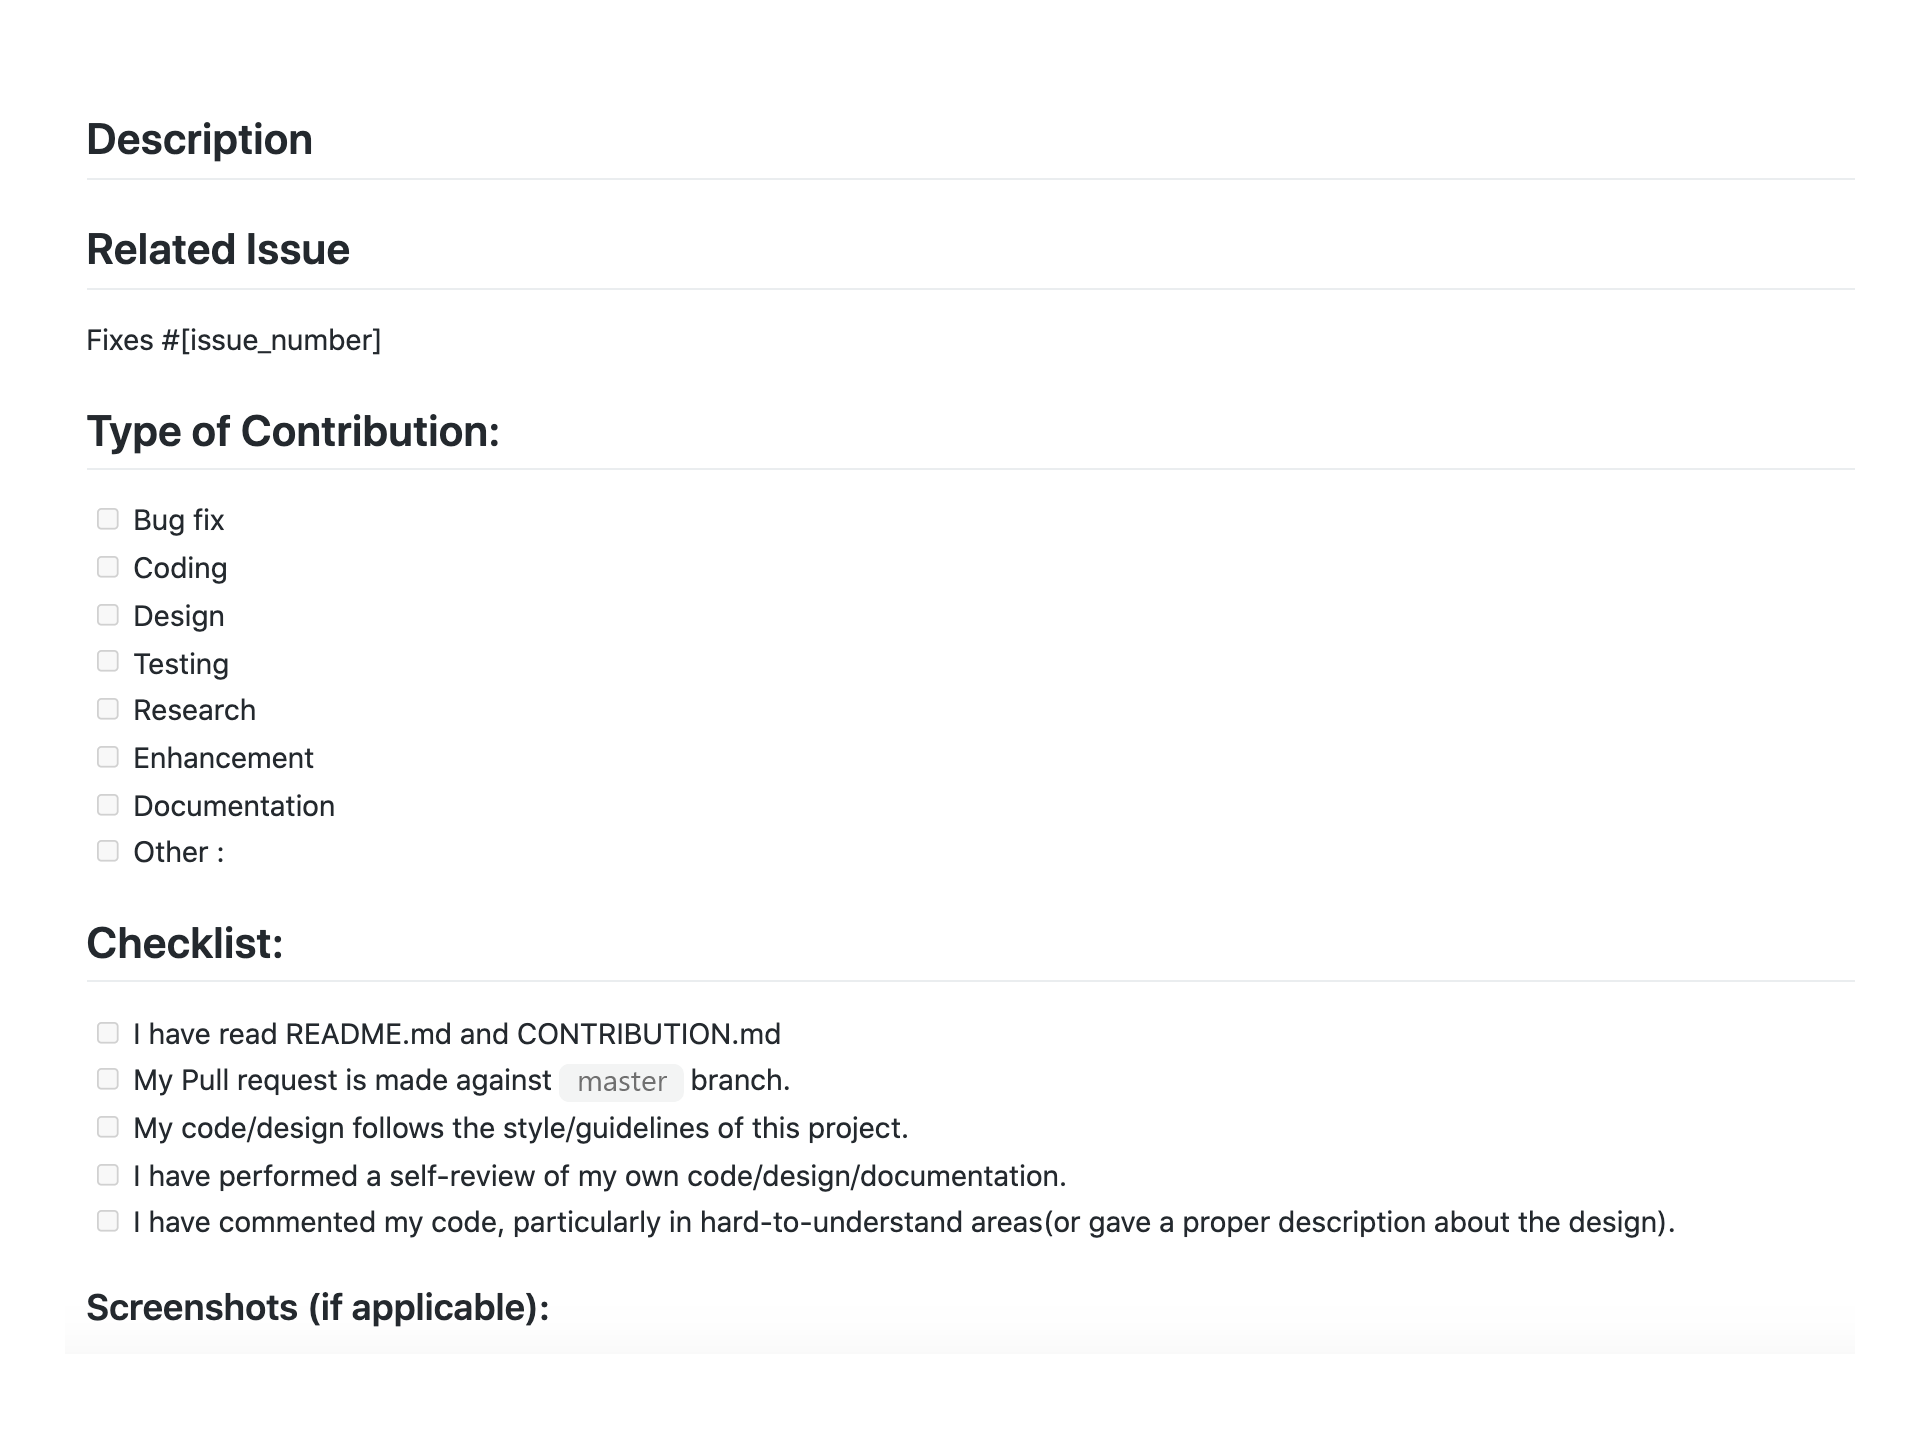 Description
Related Issue
Fixes #[issue_number]
Type of Contribution:
Bug fix
Coding
Design
Testing
Research
Enhancement
Documentation
Other :
Checklist:
I have read README.md and CONTRIBUTION.md
My Pull request is made against master branch.
My code/design follows the style/guidelines of this project.
I have performed a self-review of my own code/design/documentation.
I have commented my code, particularly in hard-to-understand areas(or gave a proper description about the design).
Screenshots (if applicable):